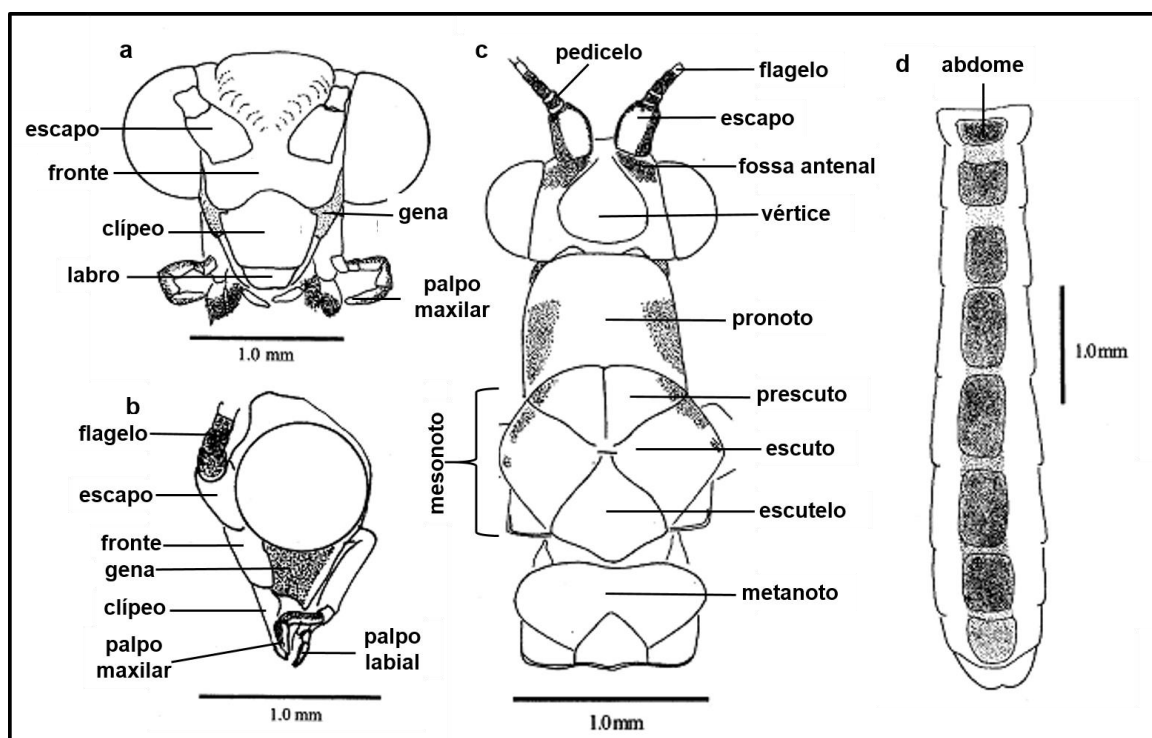 a
escapo
fronte
clípeo
labro
gena
palpo
maxilar
1.0 mm
b
flagelo
escapo
fronte
gena
clípeo
palpo
maxilar
palpo
labial
1.0 mm
c
pedicelo
flagelo
escapo
fossa antenal
vértice
pronoto
prescuto
escuto
escutelo
mesonoto
metanoto
1.0mm
d
abdome
1.0mm